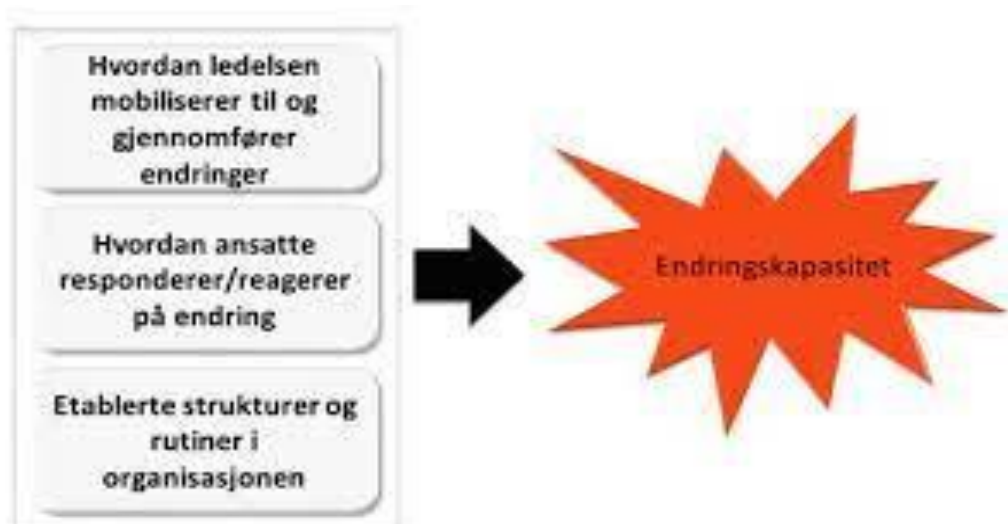 Hvordan ledelsen
mobiliserer til og
gjennomfører
endringer
Hvordan ansatte
responderer/reagerer
på endring
Etablerte strukturer og
rutiner i
organisasjonen
Endringskapasitet